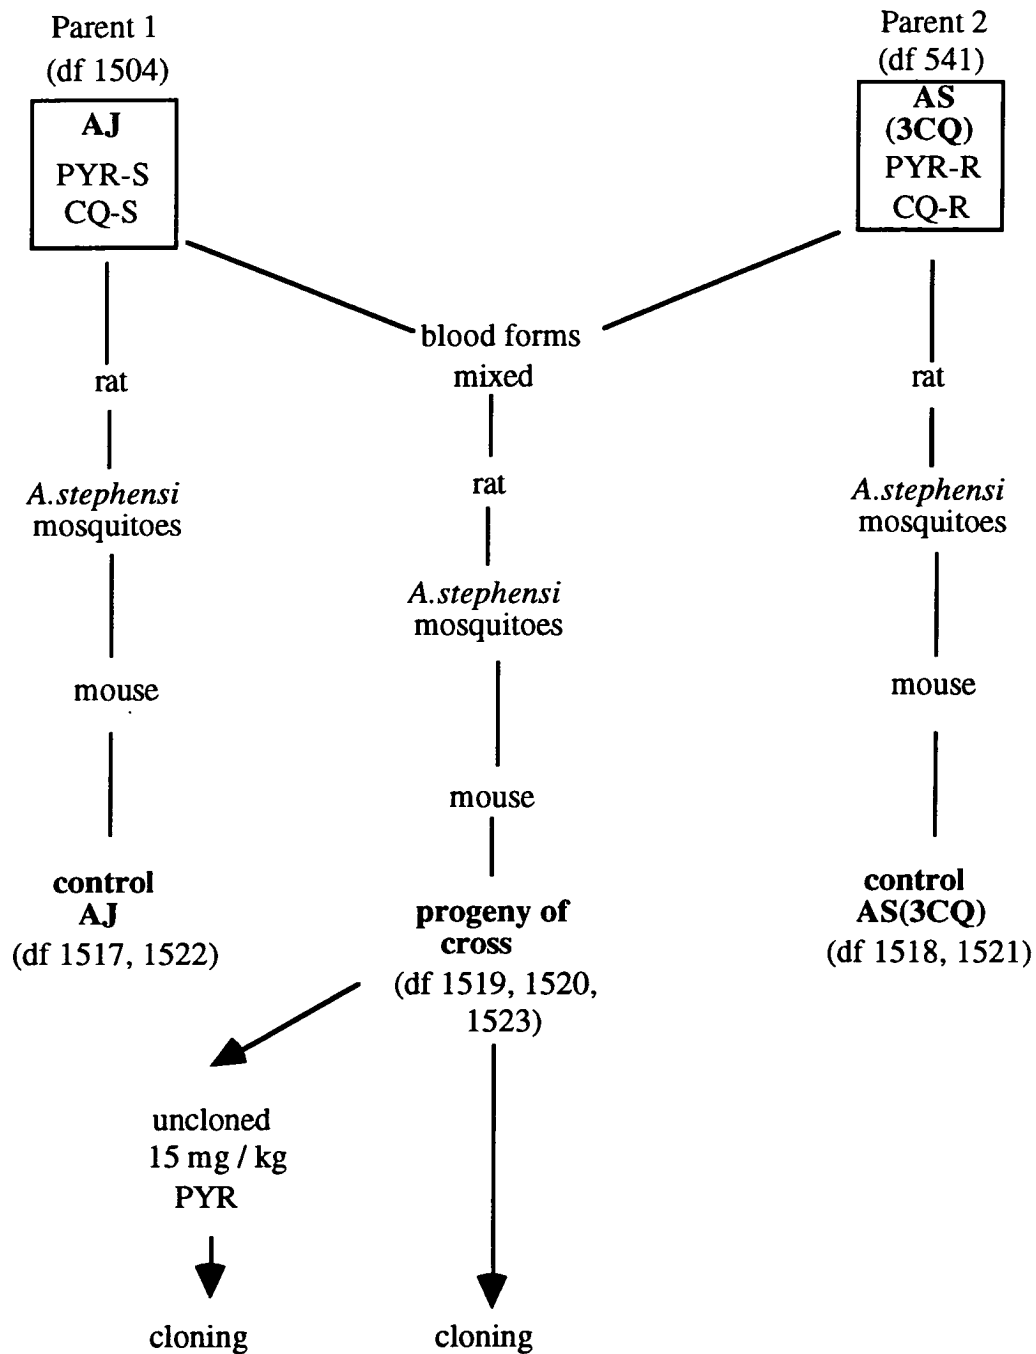 Parent 1
(df 1504)
AJ
PYR-S
CQ-S
Parent 2
(df 541)
AS
(3CQ)
PYR-R
CQ-R
blood forms
mixed
rat
rat
rat
A.stephensi
mosquitoes
A.stephensi
mosquitoes
A.stephensi
mosquitoes
mouse
mouse
mouse
control
AJ
(df 1517, 1522)
progeny of
cross
(df 1519, 1520,
1523)
control
AS(3CQ)
(df 1518, 1521)
uncloned
15 mg / kg
PYR
cloning
cloning